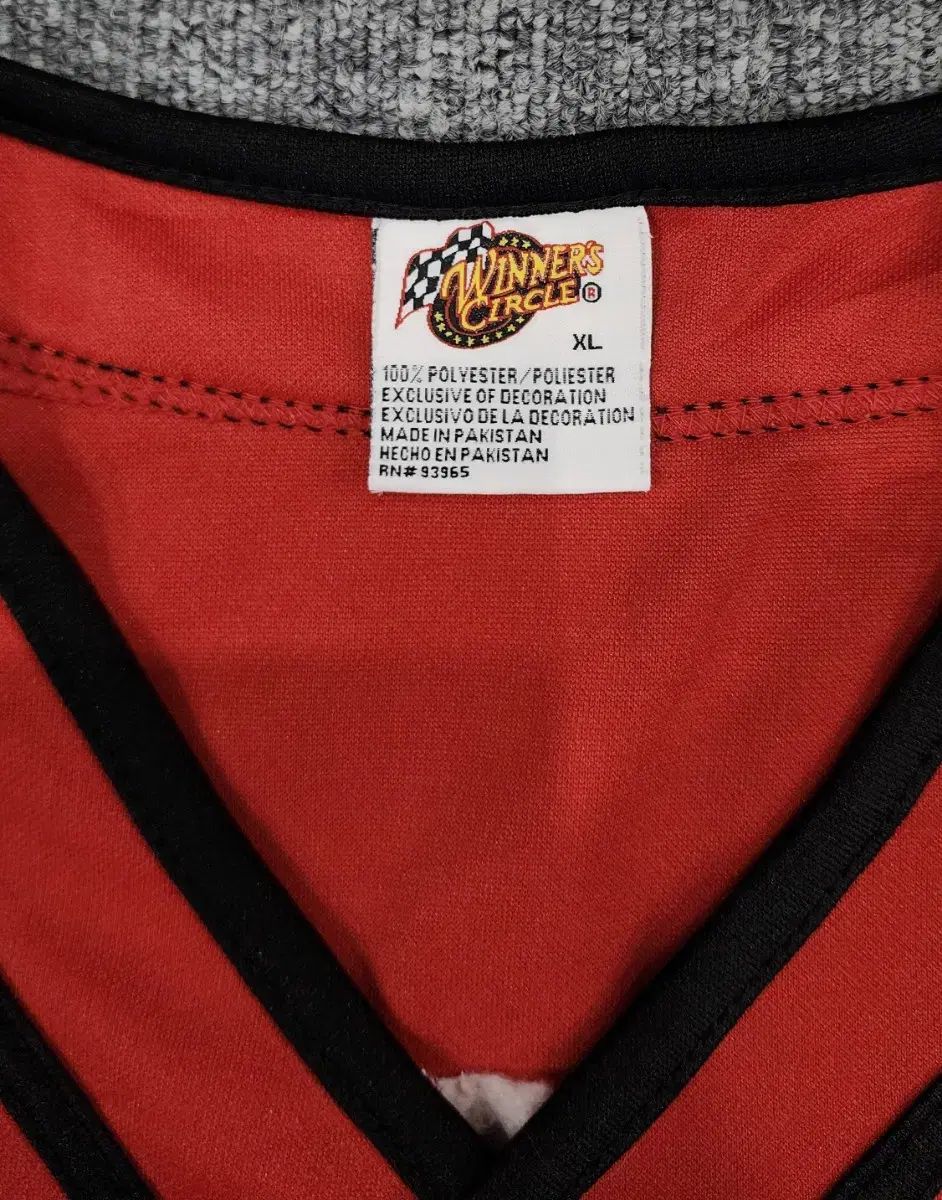 WINNER'S
CIRCLE®
XL
100% POLYESTER/POLIESTER
EXCLUSIVE OF DECORATION
EXCLUSIVO DE LA DECORATION
MADE IN PAKISTAN
HECHO EN PAKISTAN
RN# 93965